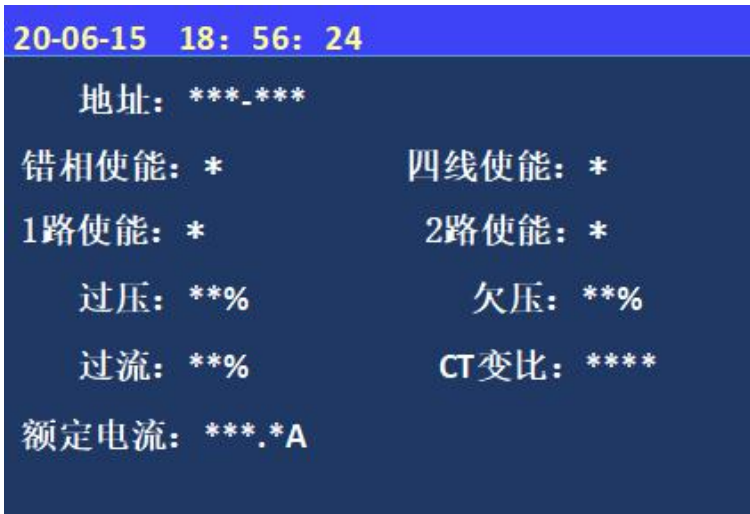 20-06-15 18：56：24
地址：***-***
错相使能：* 四线使能：*
1路使能：* 2路使能：*
过压：**% 欠压：**%
过流：**% CT变比：****
额定电流：***.*A